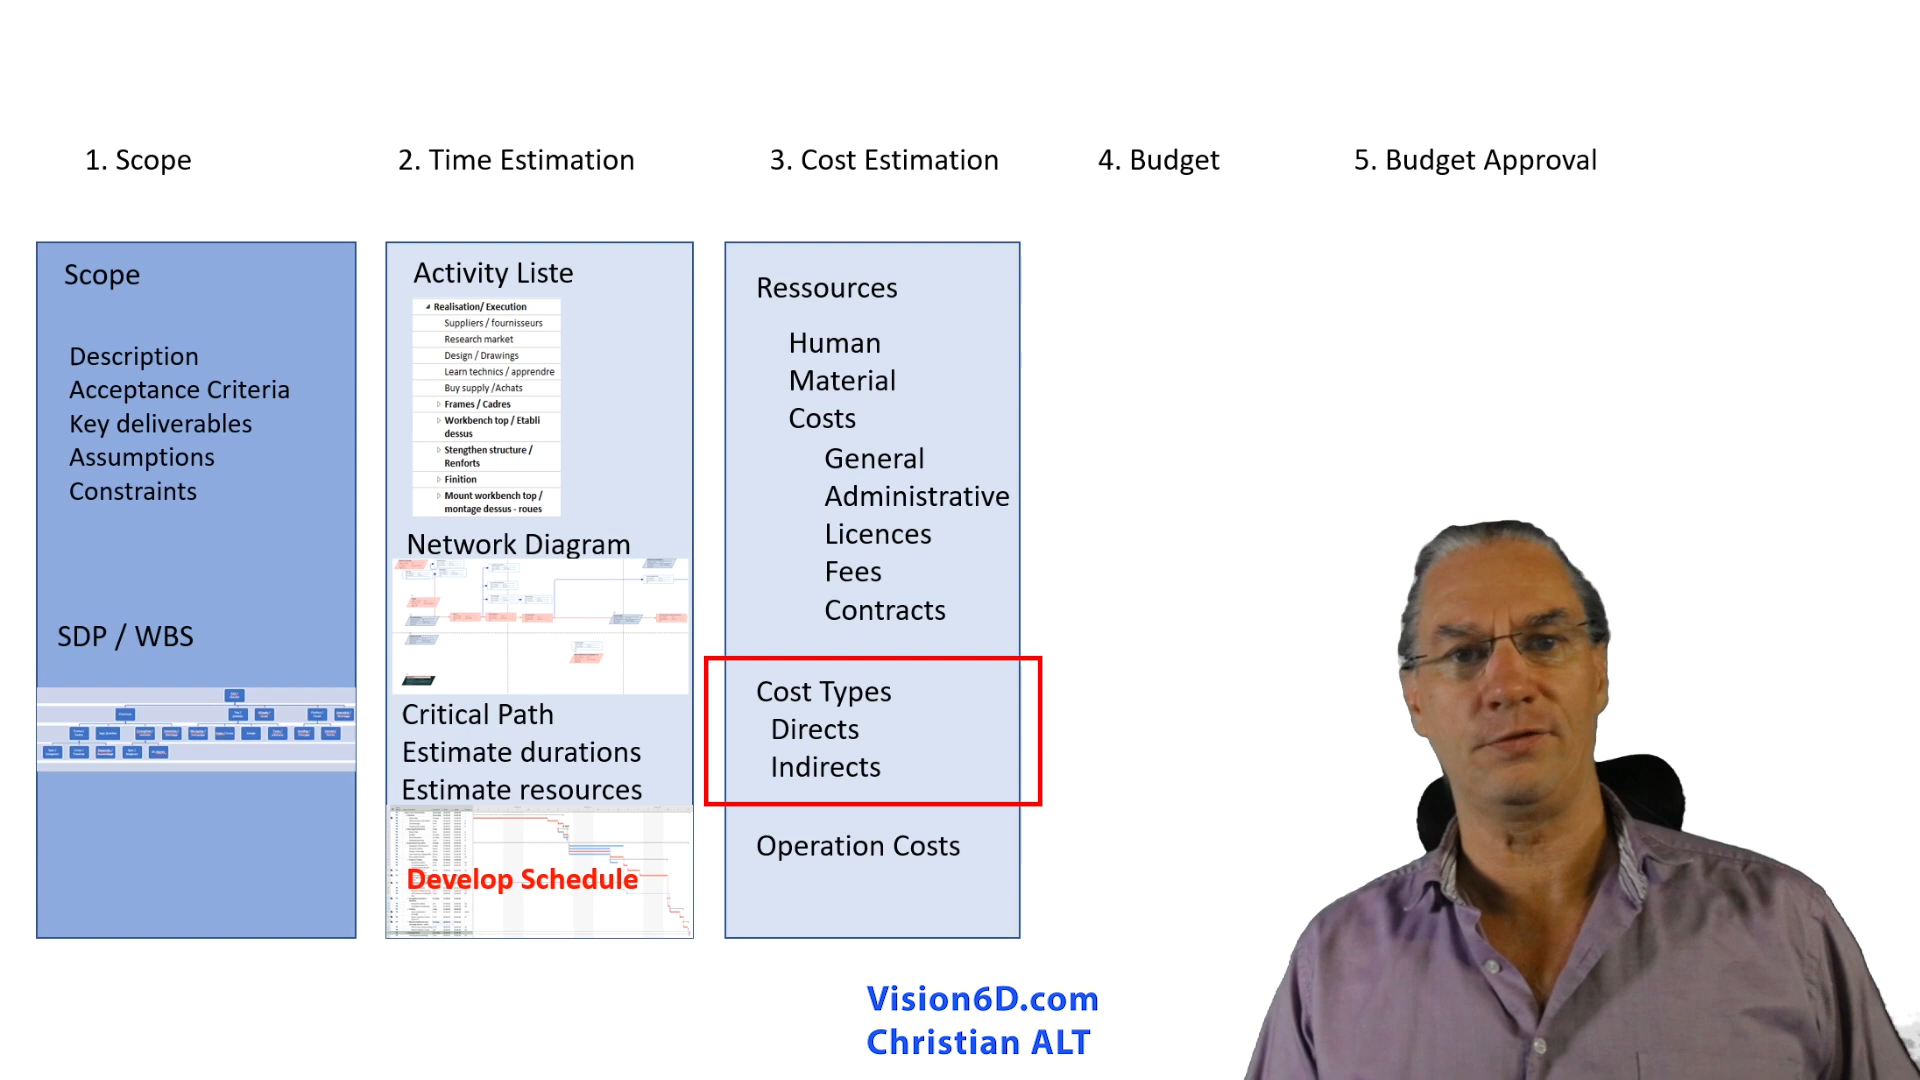 1. Scope
2. Time Estimation
3. Cost Estimation
4. Budget
5. Budget Approval
Scope
Description
Acceptance Criteria
Key deliverables
Assumptions
Constraints
SDP / WBS
Activity Liste
Realisation/ Execution
Suppliers / fournisseurs
Research market
Design / Drawings
Learn technics / apprendre
Buy supply /Achats
Frames / Cadres
Workbench top / Etabli
dessus
Stengthen structure /
Renforts
Finition
Mount workbench top /
montage dessus - roues
Network Diagram
Critical Path
Estimate durations
Estimate resources
Develop Schedule
Ressources
Human
Material
Costs
General
Administrative
Licences
Fees
Contracts
Cost Types
Directs
Indirects
Operation Costs
Vision6D.com
Christian ALT